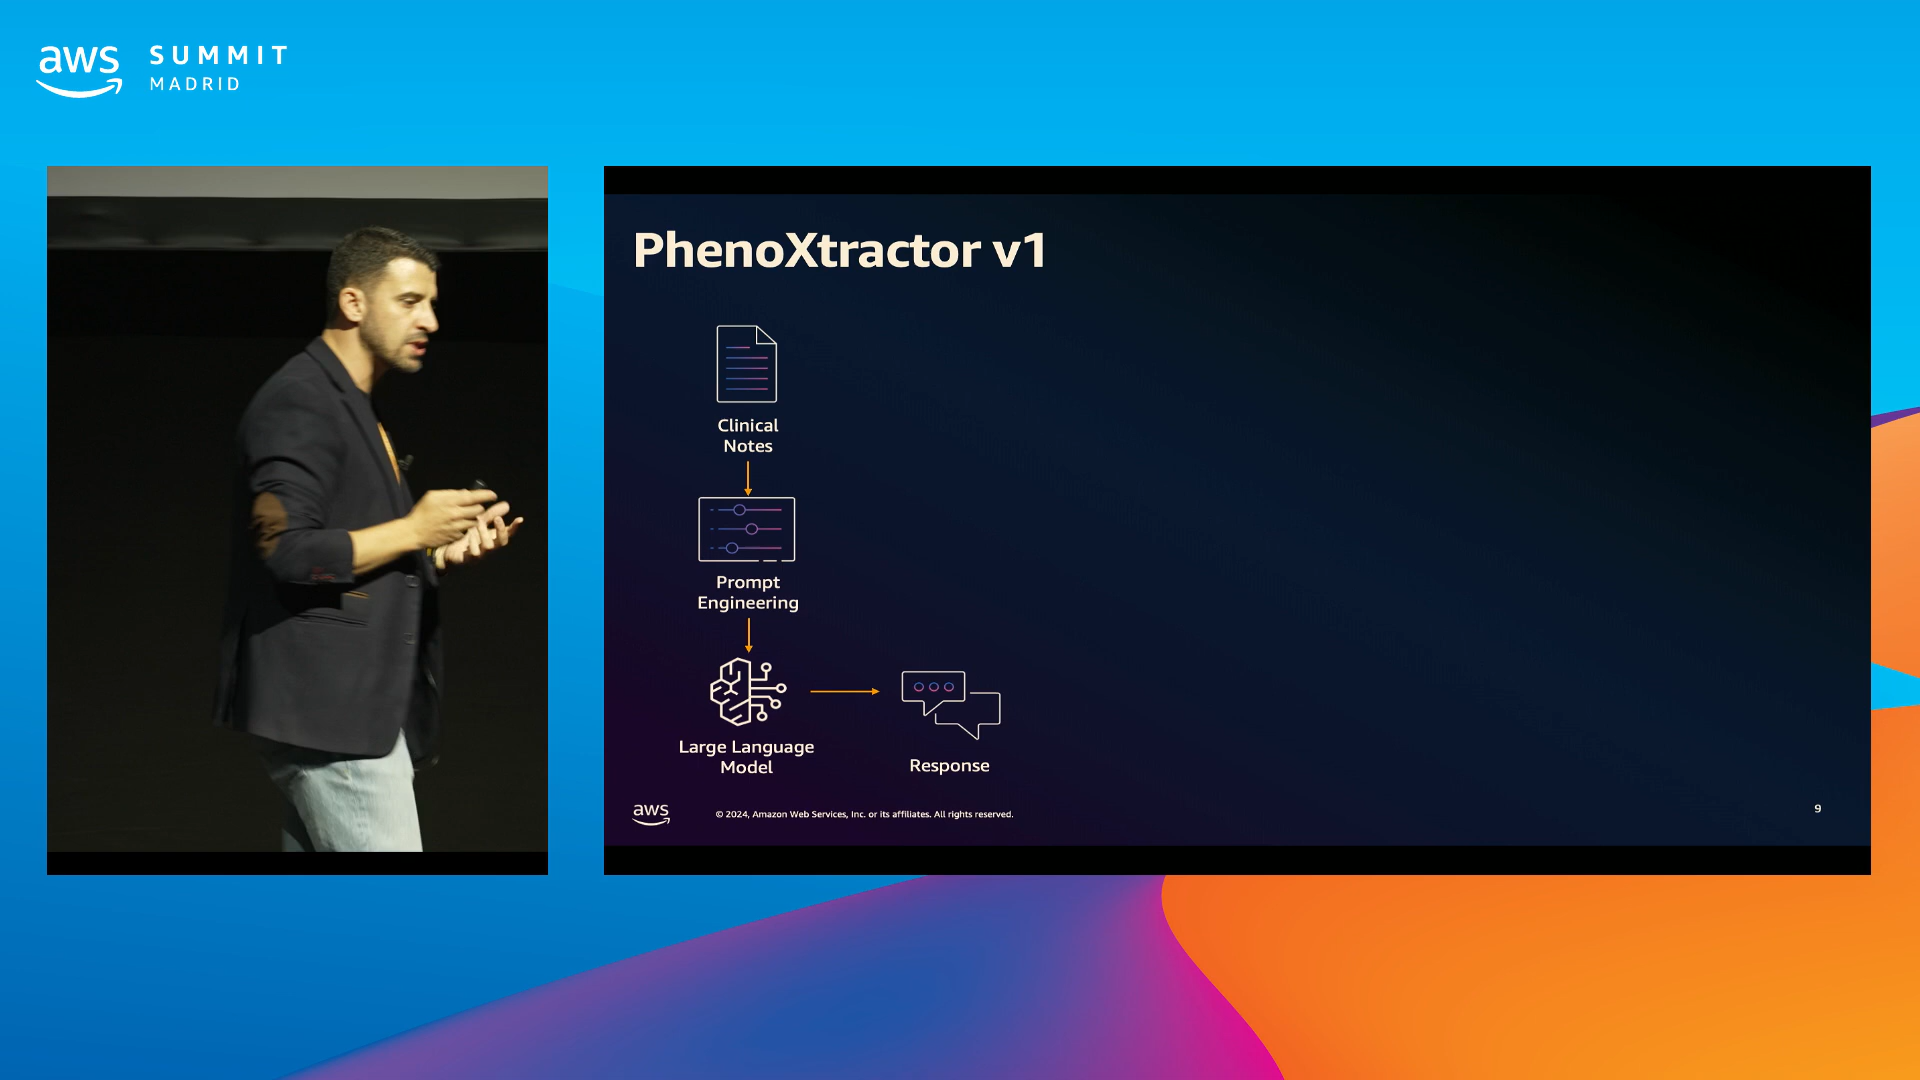 aws
SUMMIT
MADRID
PhenoXtractor v1
Clinical
Notes
Prompt
Engineering
Large Language
Model
Response
aws
© 2024, Amazon Web Services, Inc. or its affiliates. All rights reserved.
9